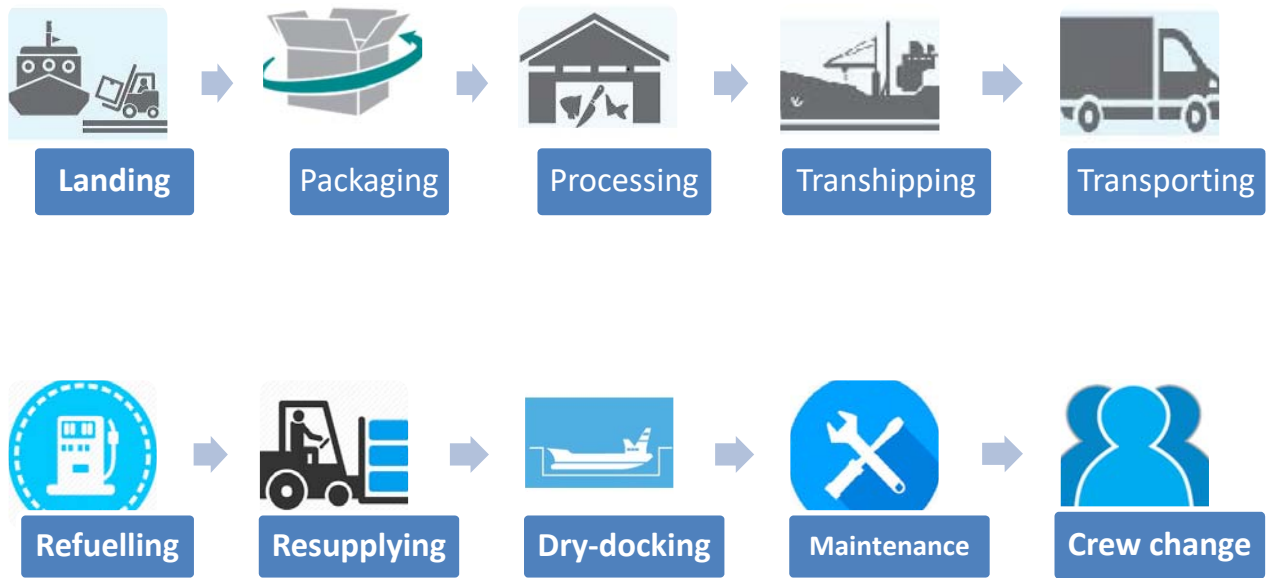 Landing
Packaging
Processing
Transhipping
Transporting
Refuelling
Resupplying
Dry-docking
Maintenance
Crew change